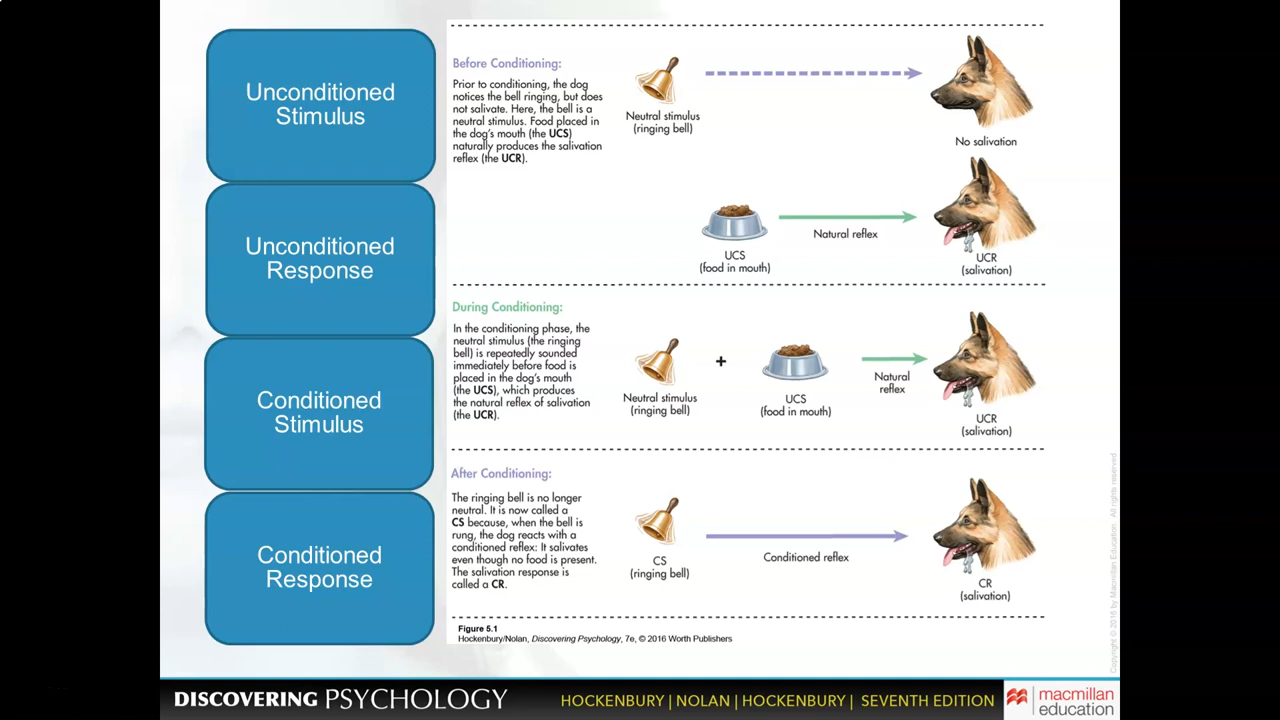 Unconditioned
Stimulus
Unconditioned
Response
Conditioned
Stimulus
Conditioned
Response
Before Conditioning:
Prior to conditioning, the dog
notices the bell ringing, but does
not salivate. Here, the bell is a
neutral stimulus. Food placed in
the dog's mouth (the UCS)
naturally produces the salivation
reflex (the UCR).
Neutral stimulus
(ringing bell)
No salivation
UCS
(food in mouth)
Natural reflex
UCR
(salivation)
During Conditioning:
In the conditioning phase, the
neutral stimulus (the ringing
bell) is repeatedly sounded
immediately before food is
placed in the dog's mouth
(the UCS), which produces
the natural reflex of salivation
(the UCR).
Neutral stimulus
(ringing bell)
+
UCS
(food in mouth)
Natural
reflex
UCR
(salivation)
After Conditioning:
The ringing bell is no longer
neutral. It is now called a
CS because, when the bell is
rung, the dog reacts with a
conditioned reflex: It salivates
even though no food is present.
The salivation response is
called a CR.
CS
(ringing bell)
Conditioned reflex
CR
(salivation)
Figure 5.1
Hockenbury/Nolan, Discovering Psychology, 7e, © 2016 Worth Publishers
Copyright © 2016 by Macmillan Education. All rights reserved
DISCOVERING PSYCHOLOGY
HOCKENBURY | NOLAN | HOCKENBURY | SEVENTH EDITION
macmillan
education